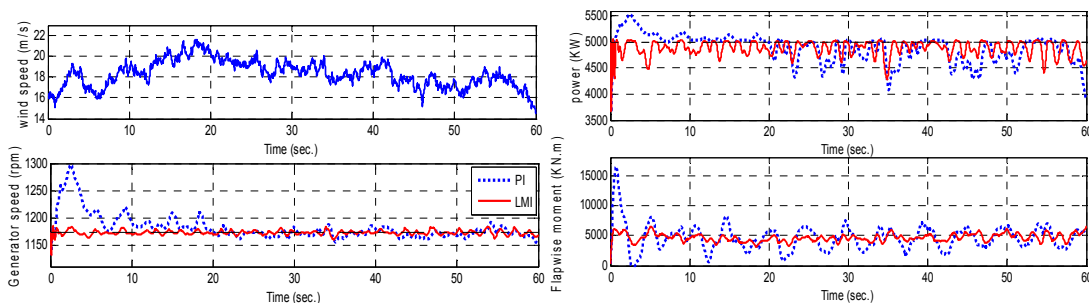 wind speed (m/s)
22
20
18
16
14
0 10 20 30 40 50 60
Time (sec.)
Generator speed (rpm)
1300
1250
1200
1150
PI
LMI
0 10 20 30 40 50 60
Time (sec.)
power (KW)
5500
5000
4500
4000
3500
0 10 20 30 40 50 60
Time (sec.)
Flapwise moment (KN.m)
15000
10000
5000
0
0 10 20 30 40 50 60
Time (sec.)